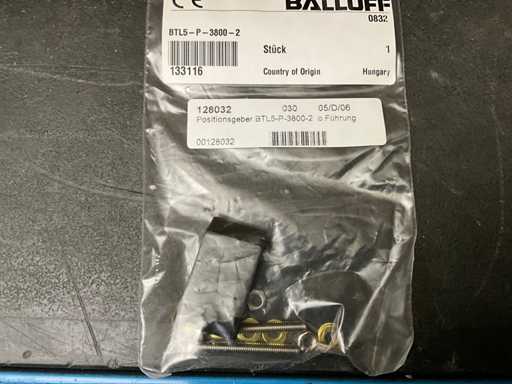 CE BALLUFF
0832
BTL5-P-3800-2
Stück 1
133116 Country of Origin Hungary
128032 030 05/D/06
Positionsgeber BTL5-P-3800-2 o Führung
00128032